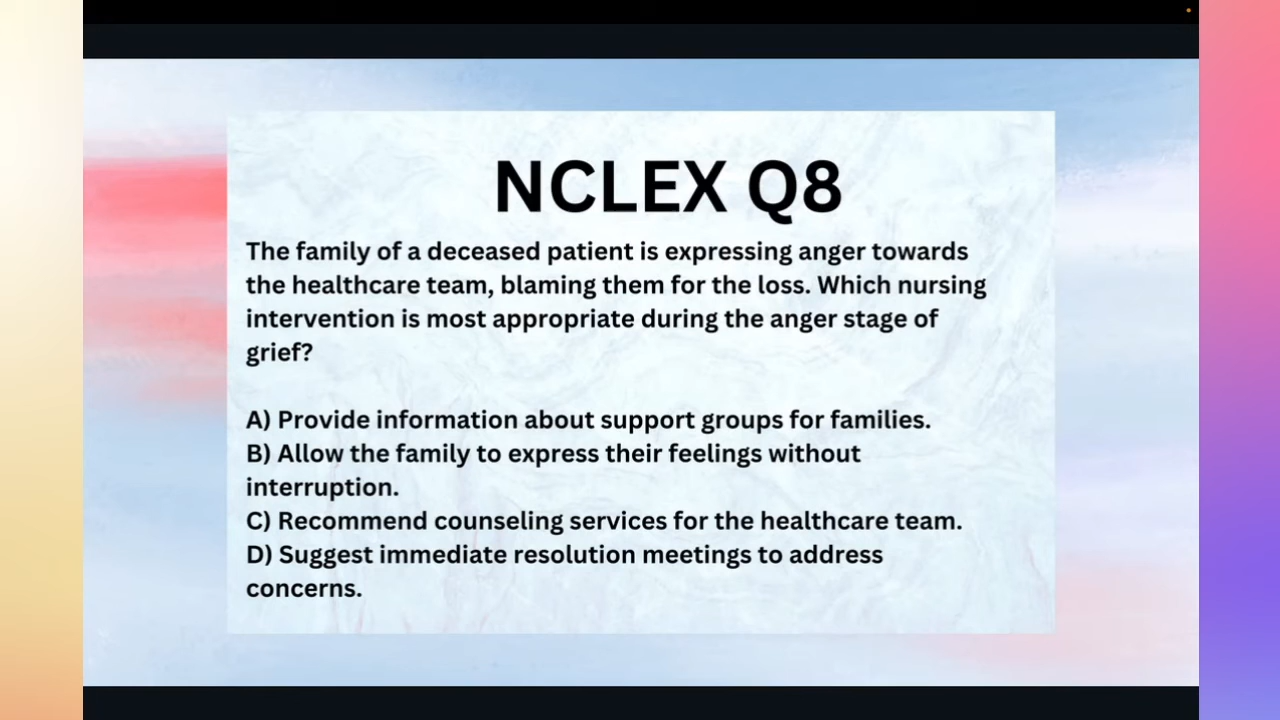 NCLEX Q8
The family of a deceased patient is expressing anger towards
the healthcare team, blaming them for the loss. Which nursing
intervention is most appropriate during the anger stage of
grief?
A) Provide information about support groups for families.
B) Allow the family to express their feelings without
interruption.
C) Recommend counseling services for the healthcare team.
D) Suggest immediate resolution meetings to address
concerns.